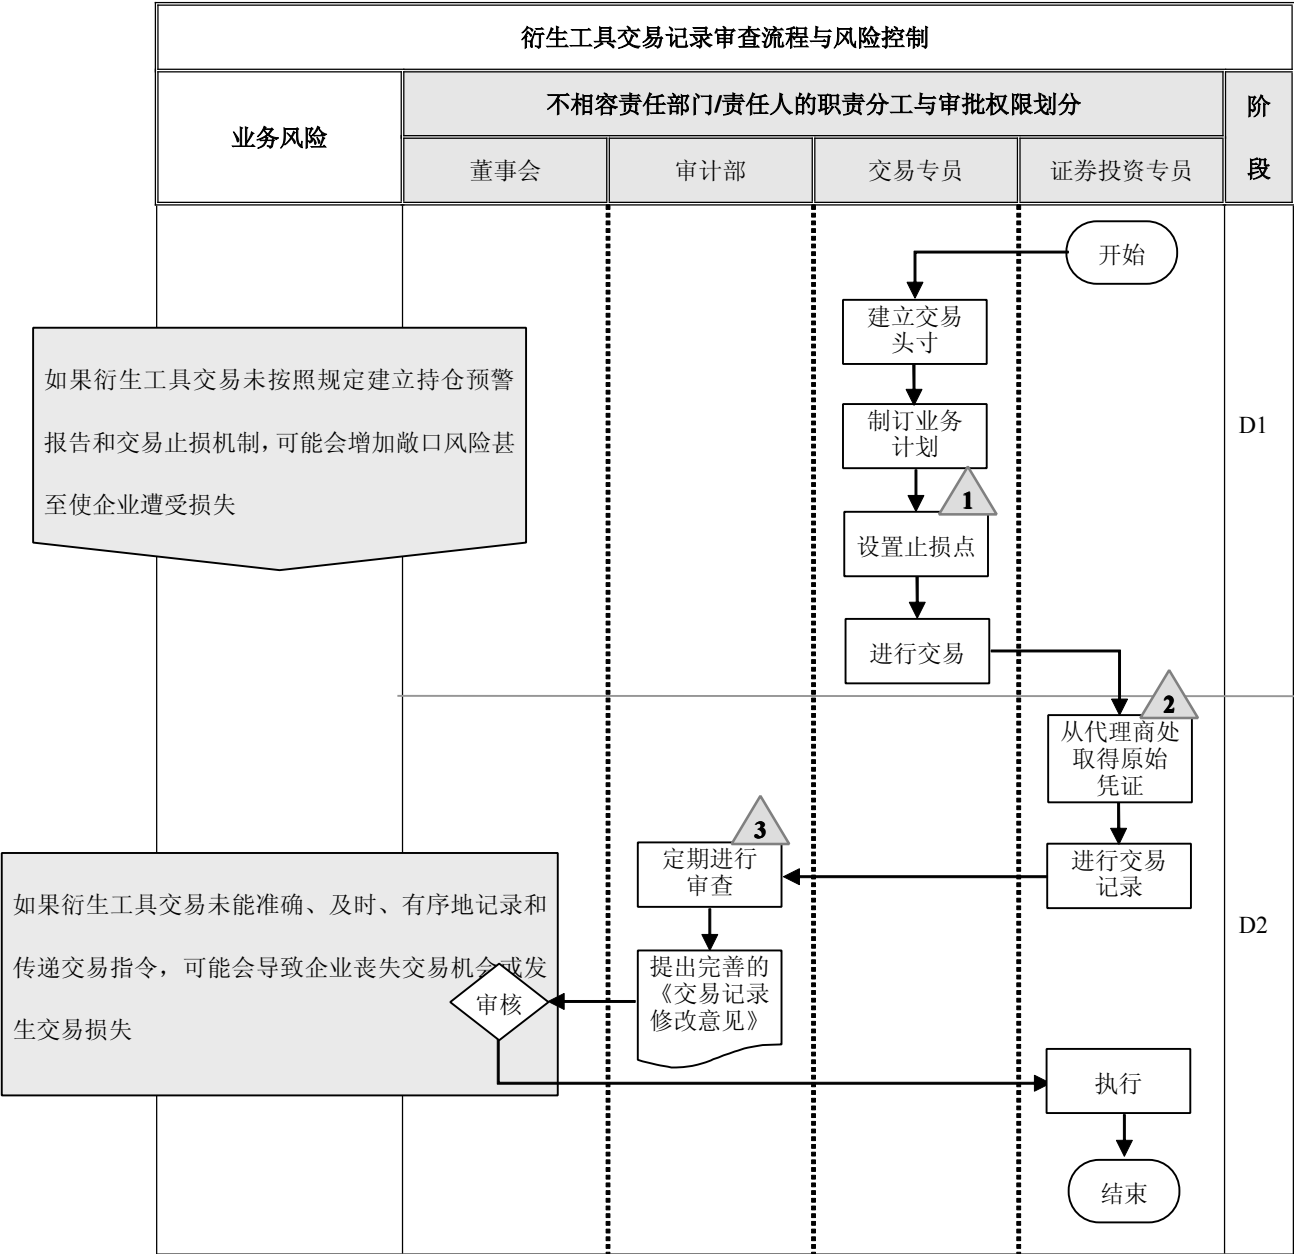 衍生工具交易记录审查流程与风险控制
业务风险
不相容责任部门/责任人的职责分工与审批权限划分
阶
段
董事会
审计部
交易专员
证券投资专员
开始
建立交易
头寸
如果衍生工具交易未按照规定建立持仓预警
报告和交易止损机制，可能会增加敞口风险甚
至使企业遭受损失
制订业务
计划
D1
1
设置止损点
进行交易
2
从代理商处
取得原始
凭证
3
定期进行
审查
进行交易
记录
如果衍生工具交易未能准确、及时、有序地记录和
传递交易指令，可能会导致企业丧失交易机会或发
生交易损失
D2
提出完善的
《交易记录
修改意见》
审核
执行
结束